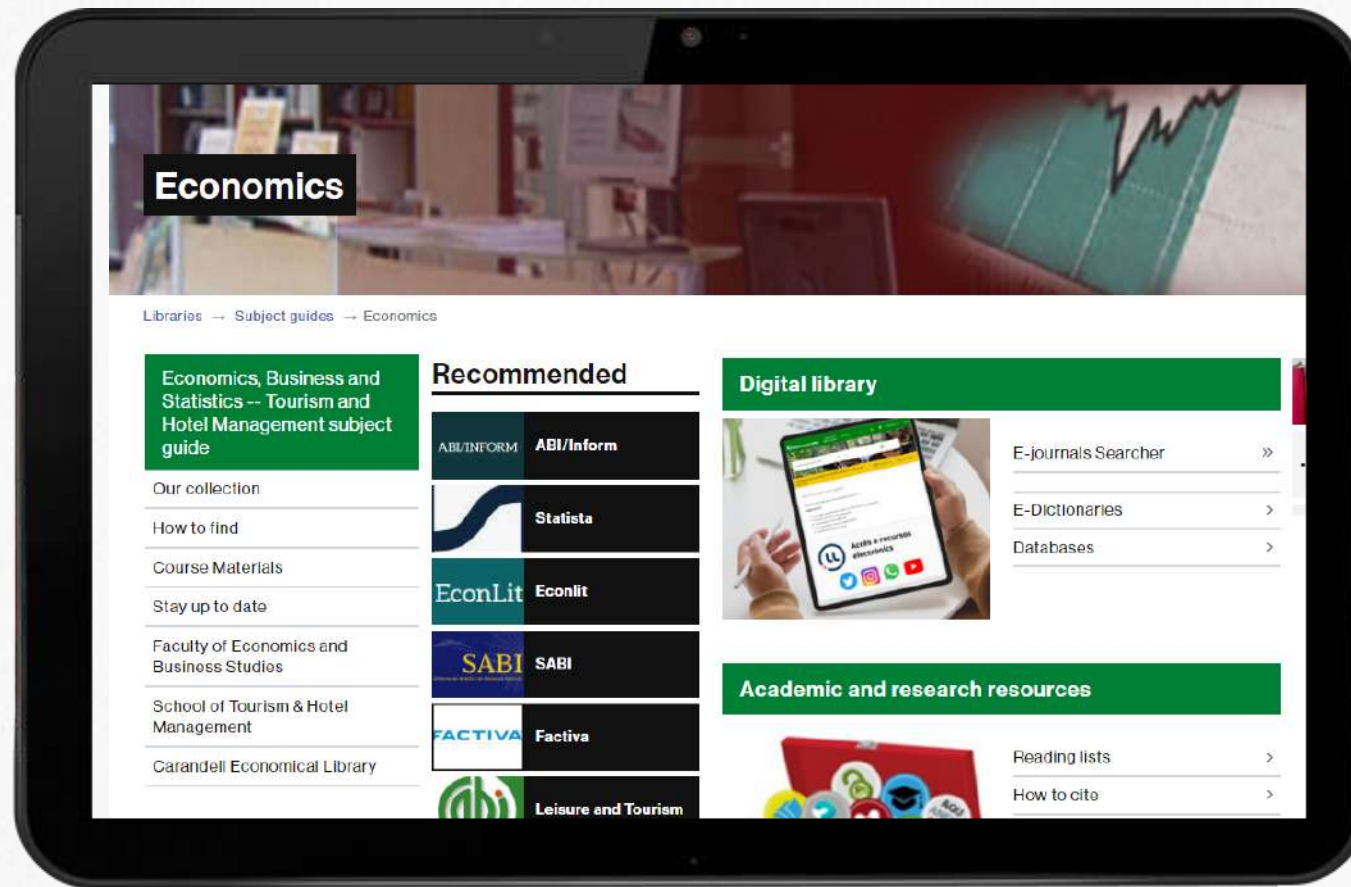 Economics
Libraries → Subject guides → Economics
Economics, Business and
Statistics -- Tourism and
Hotel Management subject
guide
Our collection
How to find
Course Materials
Stay up to date
Faculty of Economics and
Business Studies
School of Tourism & Hotel
Management
Carandell Economical Library
Recommended
ABI/INFORM ABI/Inform
Statista
EconLit Econlit
SABI SABI
FACTIVA Factiva
abi Leisure and Tourism
Digital library
Accés a recursos
electrònics
E-journals Searcher »
E-Dictionaries >
Databases >
Academic and research resources
Reading lists >
How to cite >